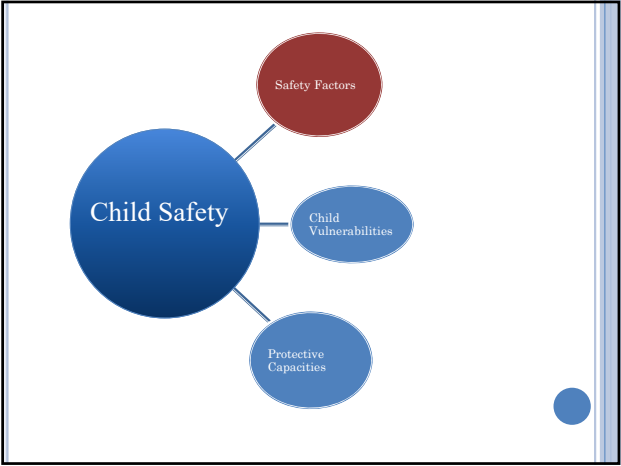 Safety Factors
Child Safety
Child
Vulnerabilities
Protective
Capacities